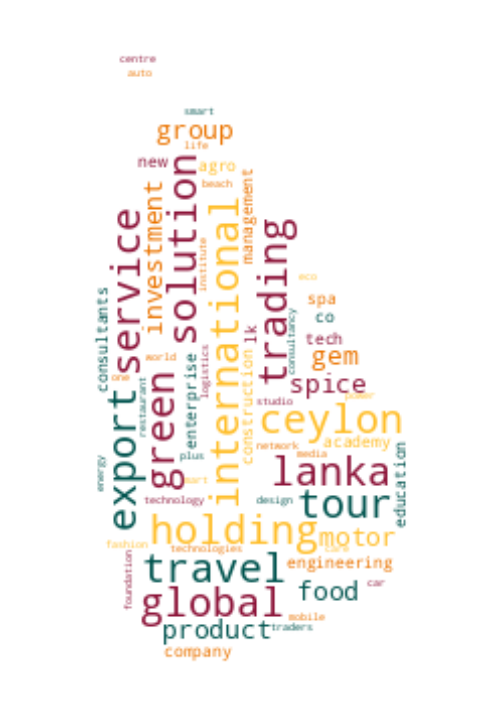 centre
auto
smart
group
life
new
agro
beach
solution
investment
management
international
service
trading
institute
eco
consultants
spa
co
lk
consultancy
tech
world
gem
enterprise
logistics
construction
one
restaurant
green
spice
power
export
studio
ceylon
academy
network
plus
media
lanka
education
energy
mart
technology
design
tour
holding
motor
fashion
technologies
care
travel
engineering
foundation
car
food
global
mobile
product
traders
company